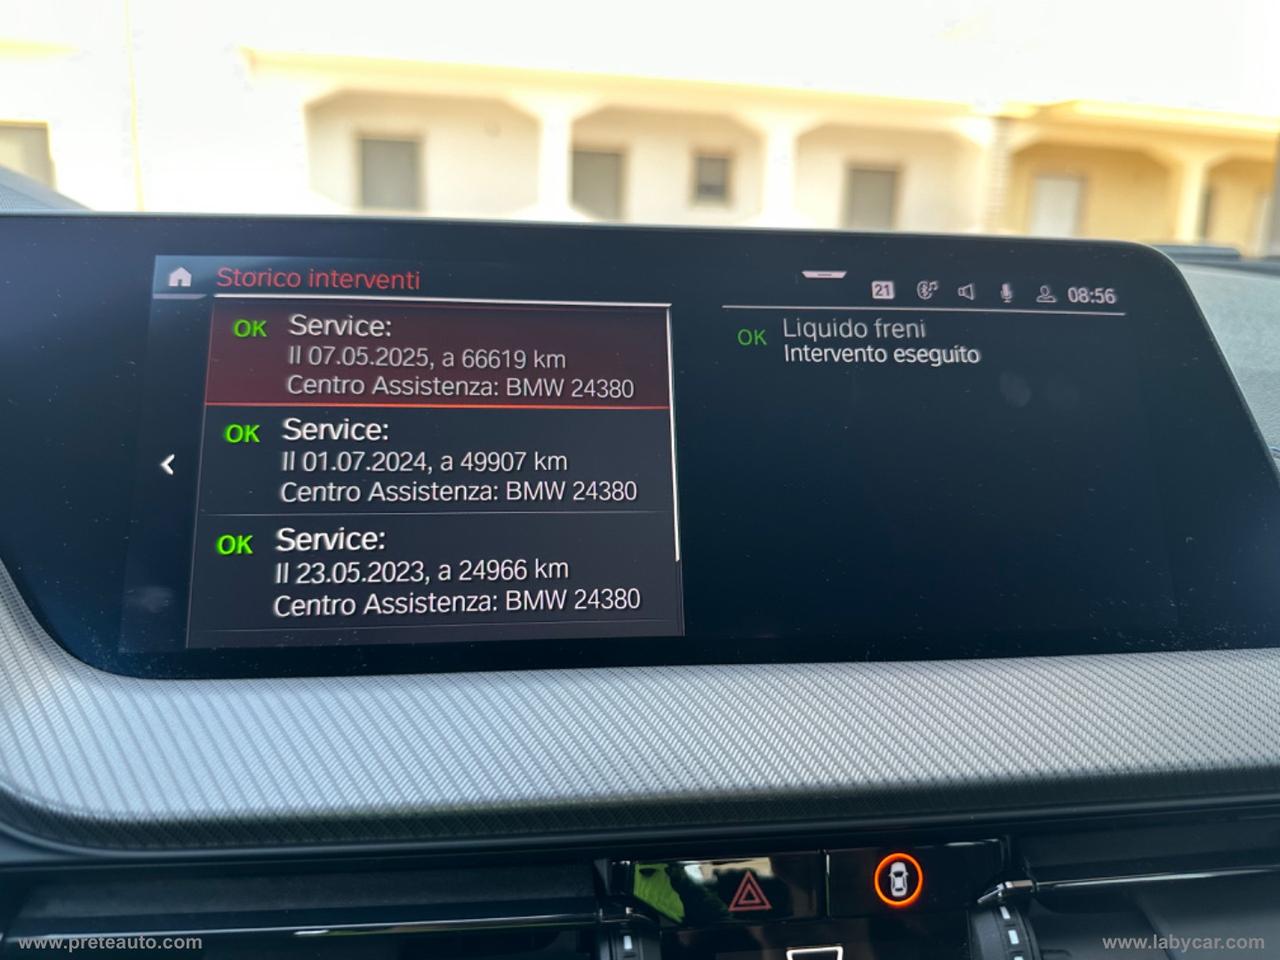 Storico interventi
21
08:56
OK Service:
Il 07.05.2025, a 66619 km
Centro Assistenza: BMW 24380
OK Service:
Il 01.07.2024, a 49907 km
Centro Assistenza: BMW 24380
OK Service:
Il 23.05.2023, a 24966 km
Centro Assistenza: BMW 24380
OK Liquido freni
Intervento eseguito
www.preteauto.com
www.labycar.com